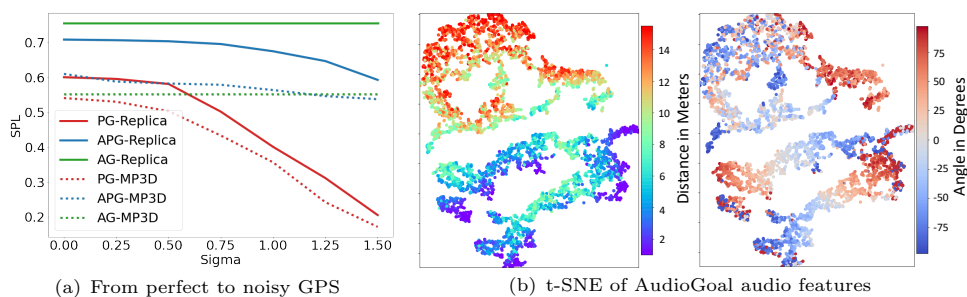 SPL
0.7
0.6
0.5
0.4
0.3
0.2
PG-Replica
APG-Replica
AG-Replica
PG-MP3D
APG-MP3D
AG-MP3D
0.00 0.25 0.50 0.75 1.00 1.25 1.50
Sigma
(a) From perfect to noisy GPS
14
12
10
8
6
4
2
Distance in Meters
75
50
25
0
-25
-50
-75
Angle in Degrees
(b) t-SNE of AudioGoal audio features